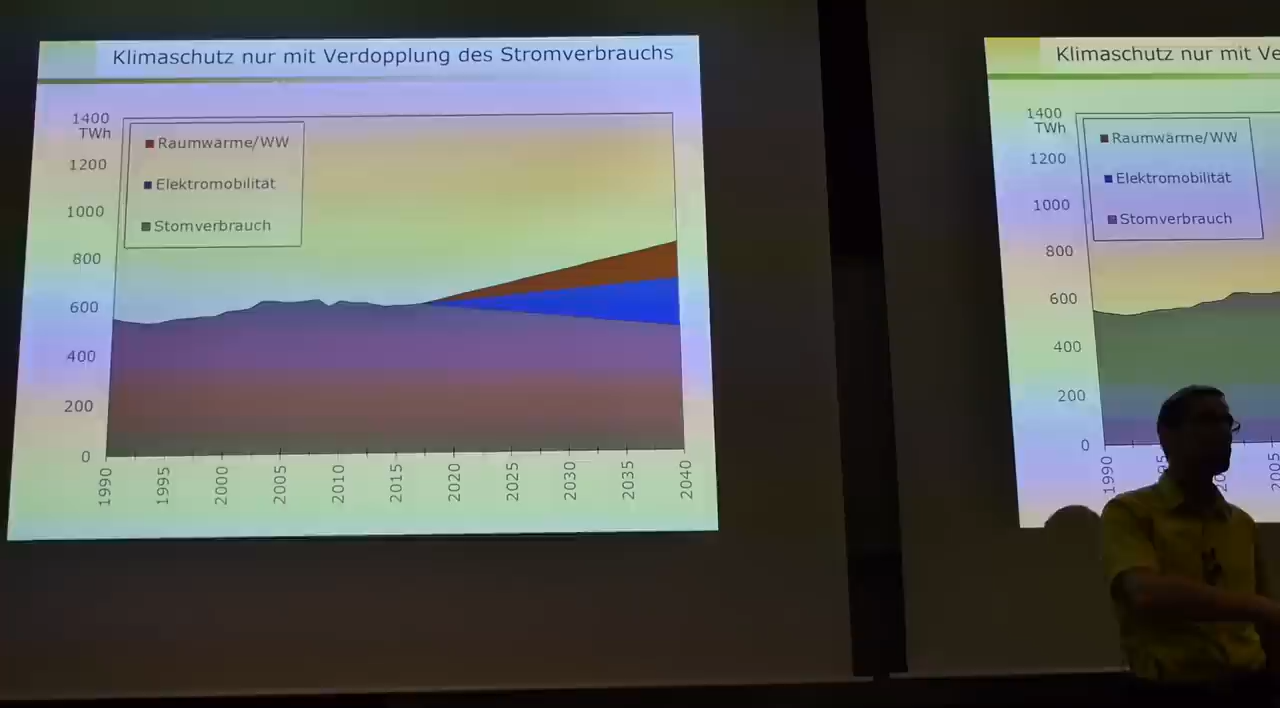 Klimaschutz nur mit Verdopplung des Stromverbrauchs
1400
TWh
1200
1000
800
600
400
200
0
Raumwärme/WW
Elektromobilität
Stomverbrauch
1990
1995
2000
2005
2010
2015
2020
2025
2030
2035
2040
Klimaschutz nur mit Ve
1400
TWh
1200
1000
800
600
400
200
0
Raumwärme/WW
Elektromobilität
Stomverbrauch
1990
2005